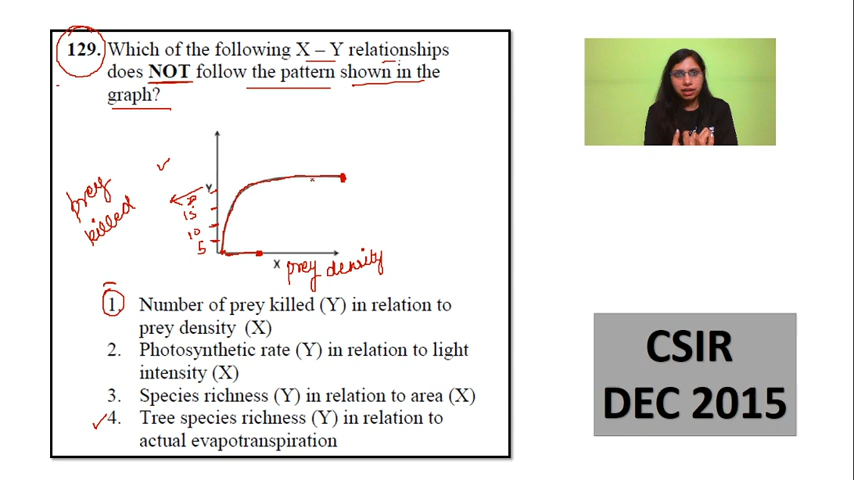 129. Which of the following X – Y relationships
does NOT follow the pattern shown in the
graph?
prey
killed
Y
15
10
5
X
prey density
1. Number of prey killed (Y) in relation to
prey density (X)
2. Photosynthetic rate (Y) in relation to light
intensity (X)
3. Species richness (Y) in relation to area (X)
4. Tree species richness (Y) in relation to
actual evapotranspiration
CSIR
DEC 2015